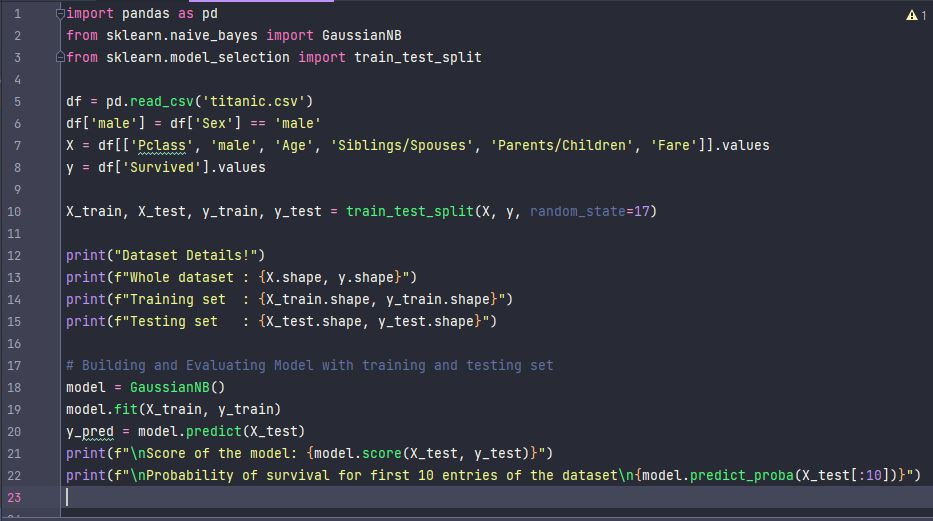 1 import pandas as pd
2 from sklearn.naive_bayes import GaussianNB
3 from sklearn.model_selection import train_test_split
4
5 df = pd.read_csv('titanic.csv')
6 df['male'] = df['Sex'] == 'male'
7 X = df[['Pclass', 'male', 'Age', 'Siblings/Spouses', 'Parents/Children', 'Fare']].values
8 y = df['Survived'].values
9
10 X_train, X_test, y_train, y_test = train_test_split(X, y, random_state=17)
11
12 print("Dataset Details!")
13 print(f"Whole dataset : {X.shape, y.shape}")
14 print(f"Training set  : {X_train.shape, y_train.shape}")
15 print(f"Testing set   : {X_test.shape, y_test.shape}")
16
17 # Building and Evaluating Model with training and testing set
18 model = GaussianNB()
19 model.fit(X_train, y_train)
20 y_pred = model.predict(X_test)
21 print(f"\nScore of the model: {model.score(X_test, y_test)}")
22 print(f"\nProbability of survival for first 10 entries of the dataset\n{model.predict_proba(X_test[:10])}")
23
1